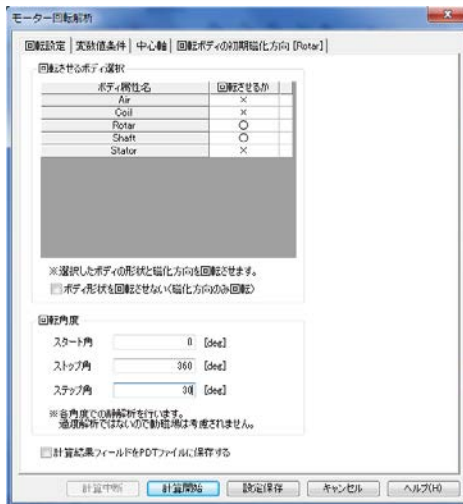 モーター回転解析
回転設定 変数値条件 中心軸 回転ボディの初期磁化方向 [Rotar]
回転させるボディ選択
ボディ属性名 回転させるか
Air ×
Coil ×
Rotar ○
Shaft ○
Stator ×
※選択したボディの形状と磁化方向を回転させます。
ボディ形状を回転させない(磁化方向のみ回転)
回転角度
スタート角 0 [deg]
ストップ角 360 [deg]
ステップ角 30 [deg]
※各角度での静解析を行います。
過渡解析ではないので動磁場は考慮されません。
計算結果フィールドをPDTファイルに保存する
計算中断 計算開始 設定保存 キャンセル ヘルプ(H)